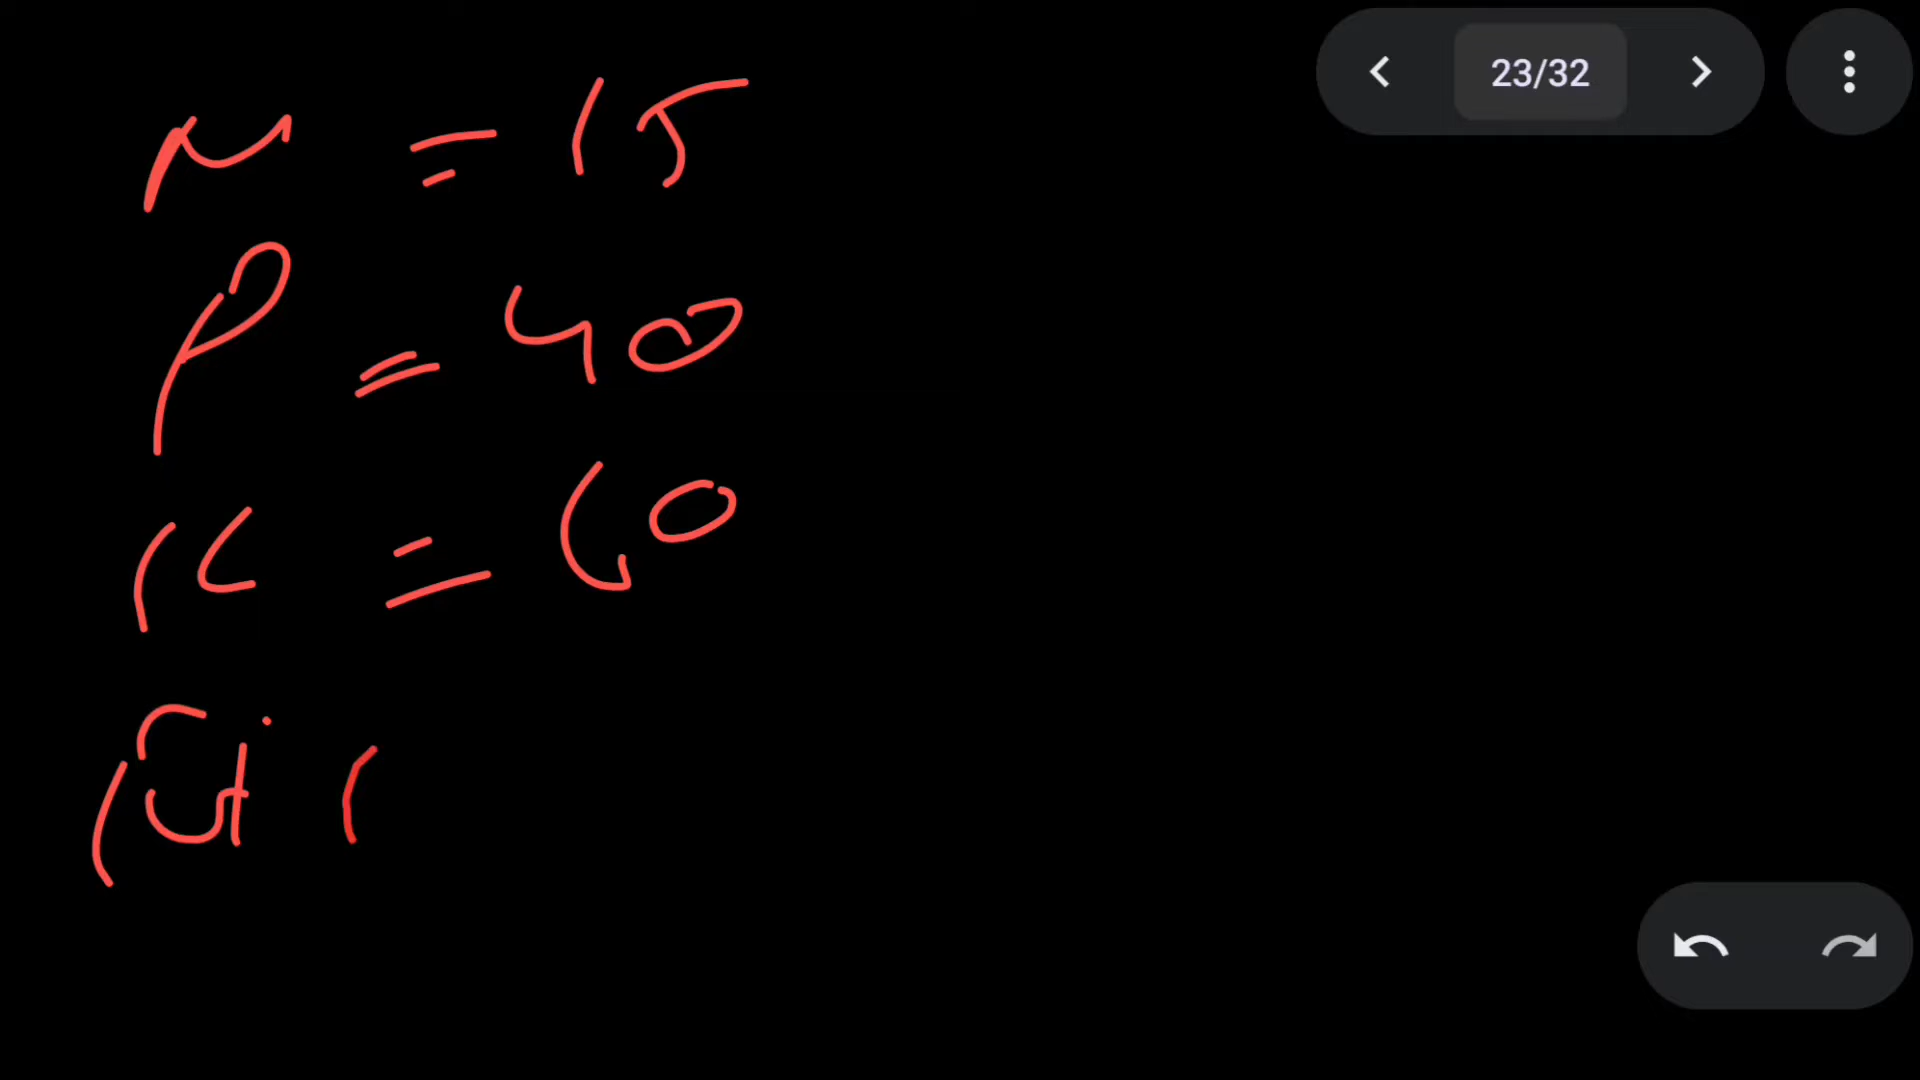 23/32
M = 15
P = 40
K = 60